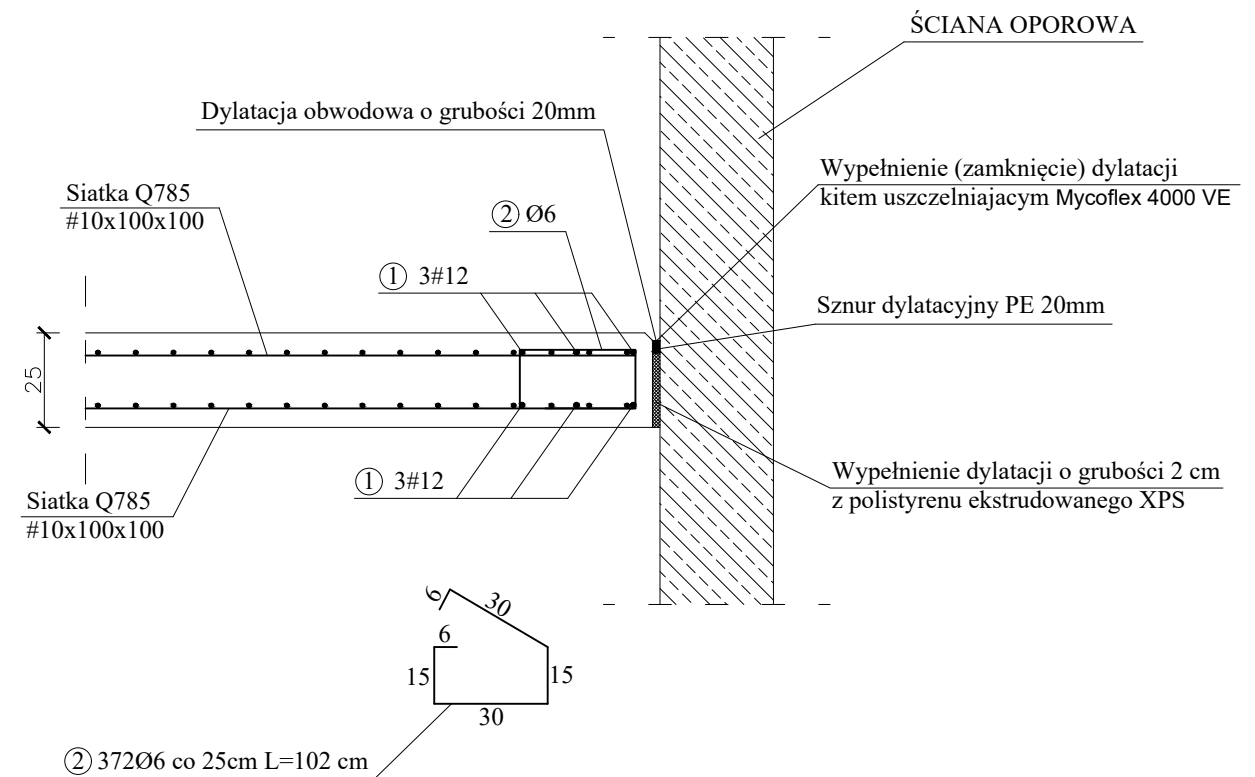 ŚCIANA OPOROWA
Dylatacja obwodowa o grubości 20mm
Wypełnienie (zamknięcie) dylatacji
kitem uszczelniajacym Mycoflex 4000 VE
Siatka Q785
#10x100x100
② Ø6
① 3#12
Sznur dylatacyjny PE 20mm
25
① 3#12
Wypełnienie dylatacji o grubości 2 cm
z polistyrenu ekstrudowanego XPS
Siatka Q785
#10x100x100
6
30
6
15
15
30
② 372Ø6 co 25cm L=102 cm